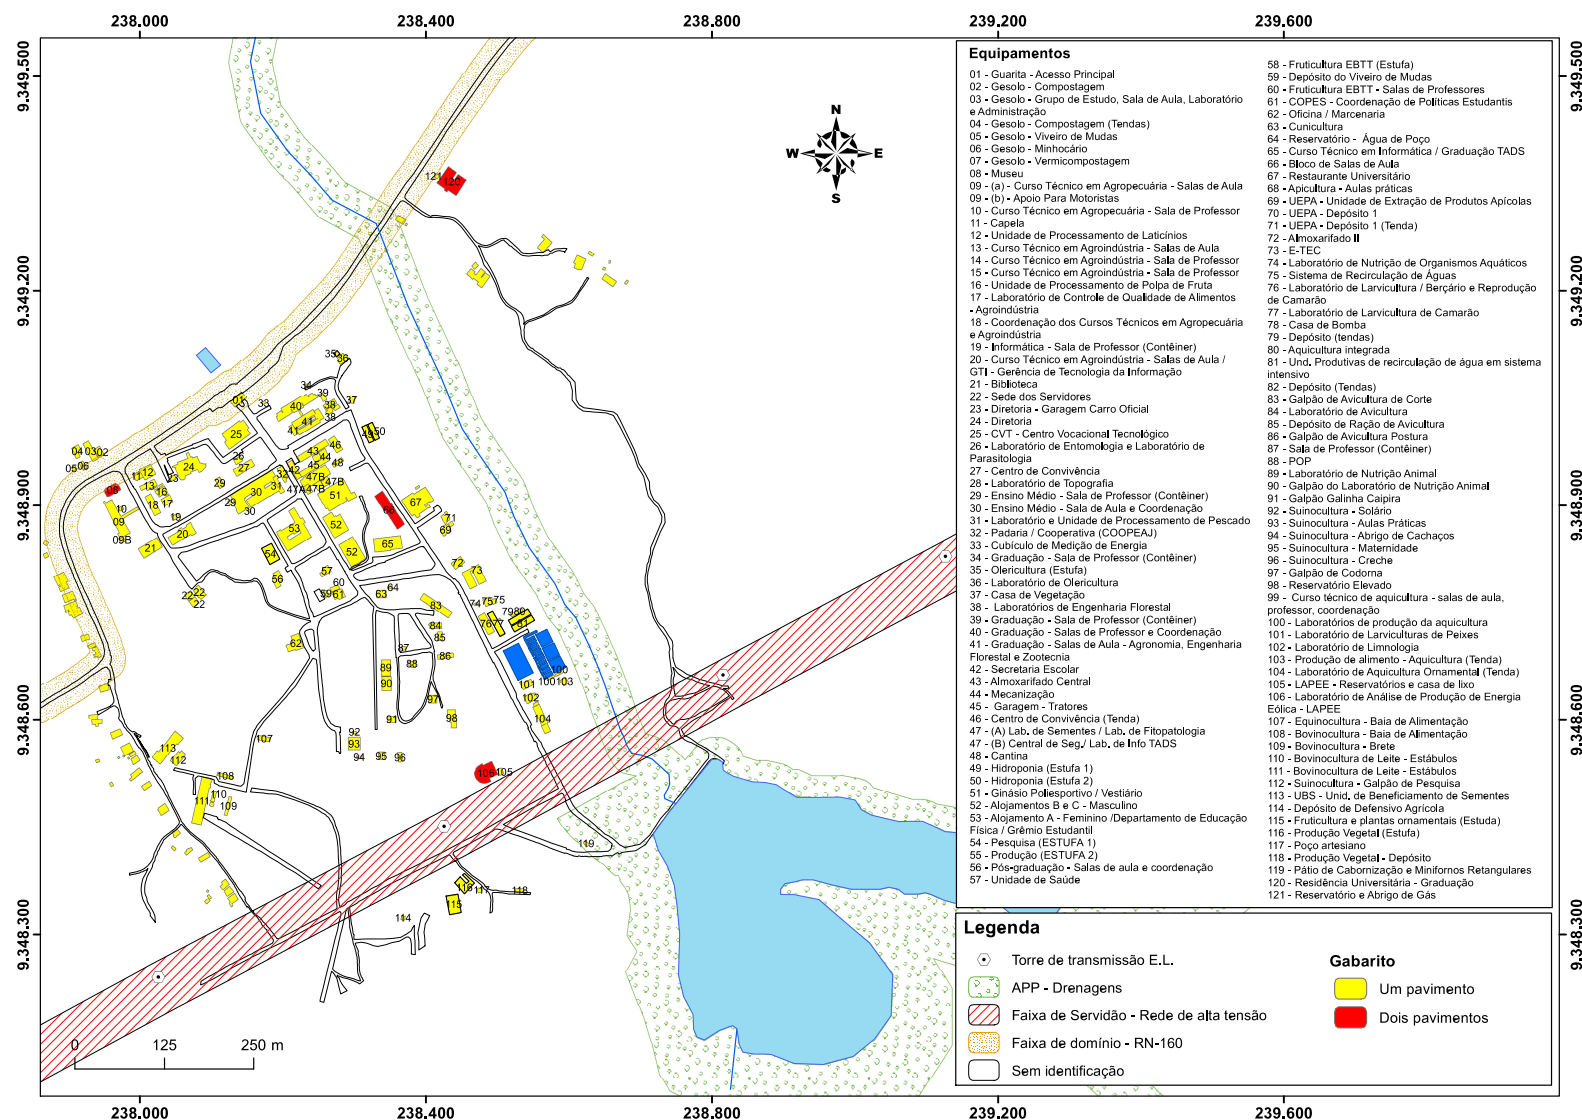 238.000
238.400
238.800
239.200
239.600
9.349.500
9.349.200
9.348.900
9.348.600
9.348.300
9.349.500
9.349.200
9.348.900
9.348.600
9.348.300
N
W
E
S
Equipamentos
01 - Guarita - Acesso Principal
02 - Gesolo - Compostagem
03 - Gesolo - Grupo de Estudo, Sala de Aula, Laboratório
e Administração
04 - Gesolo - Compostagem (Tendas)
05 - Gesolo - Viveiro de Mudas
06 - Gesolo - Minhocário
07 - Gesolo - Vermicompostagem
08 - Museu
09 - (a) - Curso Técnico em Agropecuária - Salas de Aula
09 - (b) - Apoio Para Motoristas
10 - Curso Técnico em Agropecuária - Sala de Professor
11 - Capela
12 - Unidade de Processamento de Laticínios
13 - Curso Técnico em Agroindústria - Salas de Aula
14 - Curso Técnico em Agroindústria - Sala de Professor
15 - Curso Técnico em Agroindústria - Sala de Professor
16 - Unidade de Processamento de Polpa de Fruta
17 - Laboratório de Controle de Qualidade de Alimentos
- Agroindústria
18 - Coordenação dos Cursos Técnicos em Agropecuária
e Agroindústria
19 - Informática - Sala de Professor (Contêiner)
20 - Curso Técnico em Agroindústria - Salas de Aula /
GTI - Gerência de Tecnologia da Informação
21 - Biblioteca
22 - Sede dos Servidores
23 - Diretoria - Garagem Carro Oficial
24 - Diretoria
25 - CVT - Centro Vocacional Tecnológico
26 - Laboratório de Entomologia e Laboratório de
Parasitologia
27 - Centro de Convivência
28 - Laboratório de Topografia
29 - Ensino Médio - Sala de Professor (Contêiner)
30 - Ensino Médio - Sala de Aula e Coordenação
31 - Laboratório e Unidade de Processamento de Pescado
32 - Padaria / Cooperativa (COOPEAJ)
33 - Cubículo de Medição de Energia
34 - Graduação - Sala de Professor (Contêiner)
35 - Olericultura (Estufa)
36 - Laboratório de Olericultura
37 - Casa de Vegetação
38 - Laboratórios de Engenharia Florestal
39 - Graduação - Sala de Professor (Contêiner)
40 - Graduação - Salas de Professor e Coordenação
41 - Graduação - Salas de Aula - Agronomia, Engenharia
Florestal e Zootecnia
42 - Secretaria Escolar
43 - Almoxarifado Central
44 - Mecanização
45 - Garagem - Tratores
46 - Centro de Convivência (Tenda)
47 - (A) Lab. de Sementes / Lab. de Fitopatologia
47 - (B) Central de Seg./ Lab. de Info TADS
48 - Cantina
49 - Hidroponia (Estufa 1)
50 - Hidroponia (Estufa 2)
51 - Ginásio Poliesportivo / Vestiário
52 - Alojamentos B e C - Masculino
53 - Alojamento A - Feminino /Departamento de Educação
Física / Grêmio Estudantil
54 - Pesquisa (ESTUFA 1)
55 - Produção (ESTUFA 2)
56 - Pós-graduação - Salas de aula e coordenação
57 - Unidade de Saúde
58 - Fruticultura EBTT (Estufa)
59 - Depósito do Viveiro de Mudas
60 - Fruticultura EBTT - Salas de Professores
61 - COPES - Coordenação de Políticas Estudantis
62 - Oficina / Marcenaria
63 - Cunicultura
64 - Reservatório - Água de Poço
65 - Curso Técnico em Informática / Graduação TADS
66 - Bloco de Salas de Aula
67 - Restaurante Universitário
68 - Apicultura - Aulas práticas
69 - UEPA - Unidade de Extração de Produtos Apícolas
70 - UEPA - Depósito 1
71 - UEPA - Depósito 1 (Tenda)
72 - Almoxarifado II
73 - E-TEC
74 - Laboratório de Nutrição de Organismos Aquáticos
75 - Sistema de Recirculação de Águas
76 - Laboratório de Larvicultura / Berçário e Reprodução
de Camarão
77 - Laboratório de Larvicultura de Camarão
78 - Casa de Bomba
79 - Depósito (tendas)
80 - Aquicultura integrada
81 - Und. Produtivas de recirculação de água em sistema
intensivo
82 - Depósito (Tendas)
83 - Galpão de Avicultura de Corte
84 - Laboratório de Avicultura
85 - Depósito de Ração de Avicultura
86 - Galpão de Avicultura Postura
87 - Sala de Professor (Contêiner)
88 - POP
89 - Laboratório de Nutrição Animal
90 - Galpão do Laboratório de Nutrição Animal
91 - Galpão Galinha Caipira
92 - Suinocultura - Solário
93 - Suinocultura - Aulas Práticas
94 - Suinocultura - Abrigo de Cachaços
95 - Suinocultura - Maternidade
96 - Suinocultura - Creche
97 - Galpão de Codorna
98 - Reservatório Elevado
99 - Curso técnico de aquicultura - salas de aula,
professor, coordenação
100 - Laboratórios de produção da aquicultura
101 - Laboratório de Larviculturas de Peixes
102 - Laboratório de Limnologia
103 - Produção de alimento - Aquicultura (Tenda)
104 - Laboratório de Aquicultura Ornamental (Tenda)
105 - LAPEE - Reservatórios e casa de lixo
106 - Laboratório de Análise de Produção de Energia
Eólica - LAPEE
107 - Equinocultura - Baia de Alimentação
108 - Bovinocultura - Baia de Alimentação
109 - Bovinocultura - Brete
110 - Bovinocultura de Leite - Estábulos
111 - Bovinocultura de Leite - Estábulos
112 - Suinocultura - Galpão de Pesquisa
113 - UBS - Unid. de Beneficiamento de Sementes
114 - Depósito de Defensivo Agrícola
115 - Fruticultura e plantas ornamentais (Estuda)
116 - Produção Vegetal (Estufa)
117 - Poço artesiano
118 - Produção Vegetal - Depósito
119 - Pátio de Cabornização e Minifornos Retangulares
120 - Residência Universitária - Graduação
121 - Reservatório e Abrigo de Gás
Legenda
Torre de transmissão E.L.
APP - Drenagens
Faixa de Servidão - Rede de alta tensão
Faixa de domínio - RN-160
Sem identificação
Gabarito
Um pavimento
Dois pavimentos
0 125 250 m
238.000
238.400
238.800
239.200
239.600